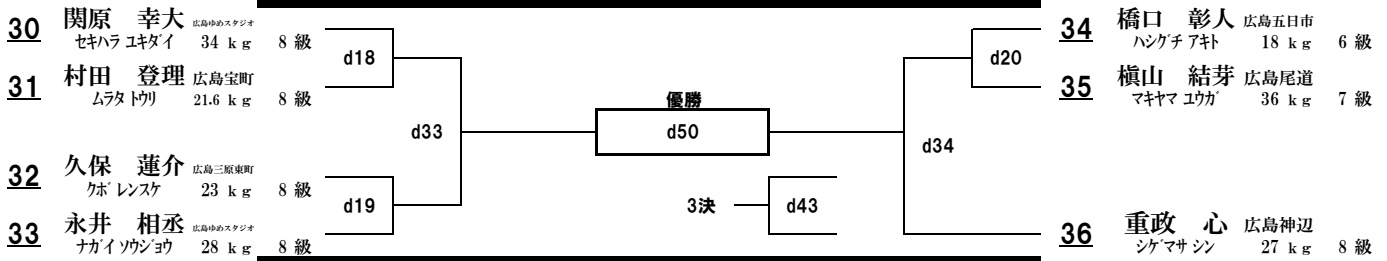 30 関原 幸大 広島ゆめスタジオ
セキハラ ユキダイ 34 kg 8 級
31 村田 登理 広島宝町
ムラタ トウリ 21.6 kg 8 級
32 久保 蓮介 広島三原東町
クボ レンスケ 23 kg 8 級
33 永井 相丞 広島ゆめスタジオ
ナガイ ソウジョウ 28 kg 8 級
d18
d33
d19
優勝
d50
3決 d43
d20
d34
34 橋口 彰人 広島五日市
ハシグチ アキト 18 kg 6 級
35 槇山 結芽 広島尾道
マキヤマ ユウガ 36 kg 7 級
36 重政 心 広島神辺
シゲマサ シン 27 kg 8 級